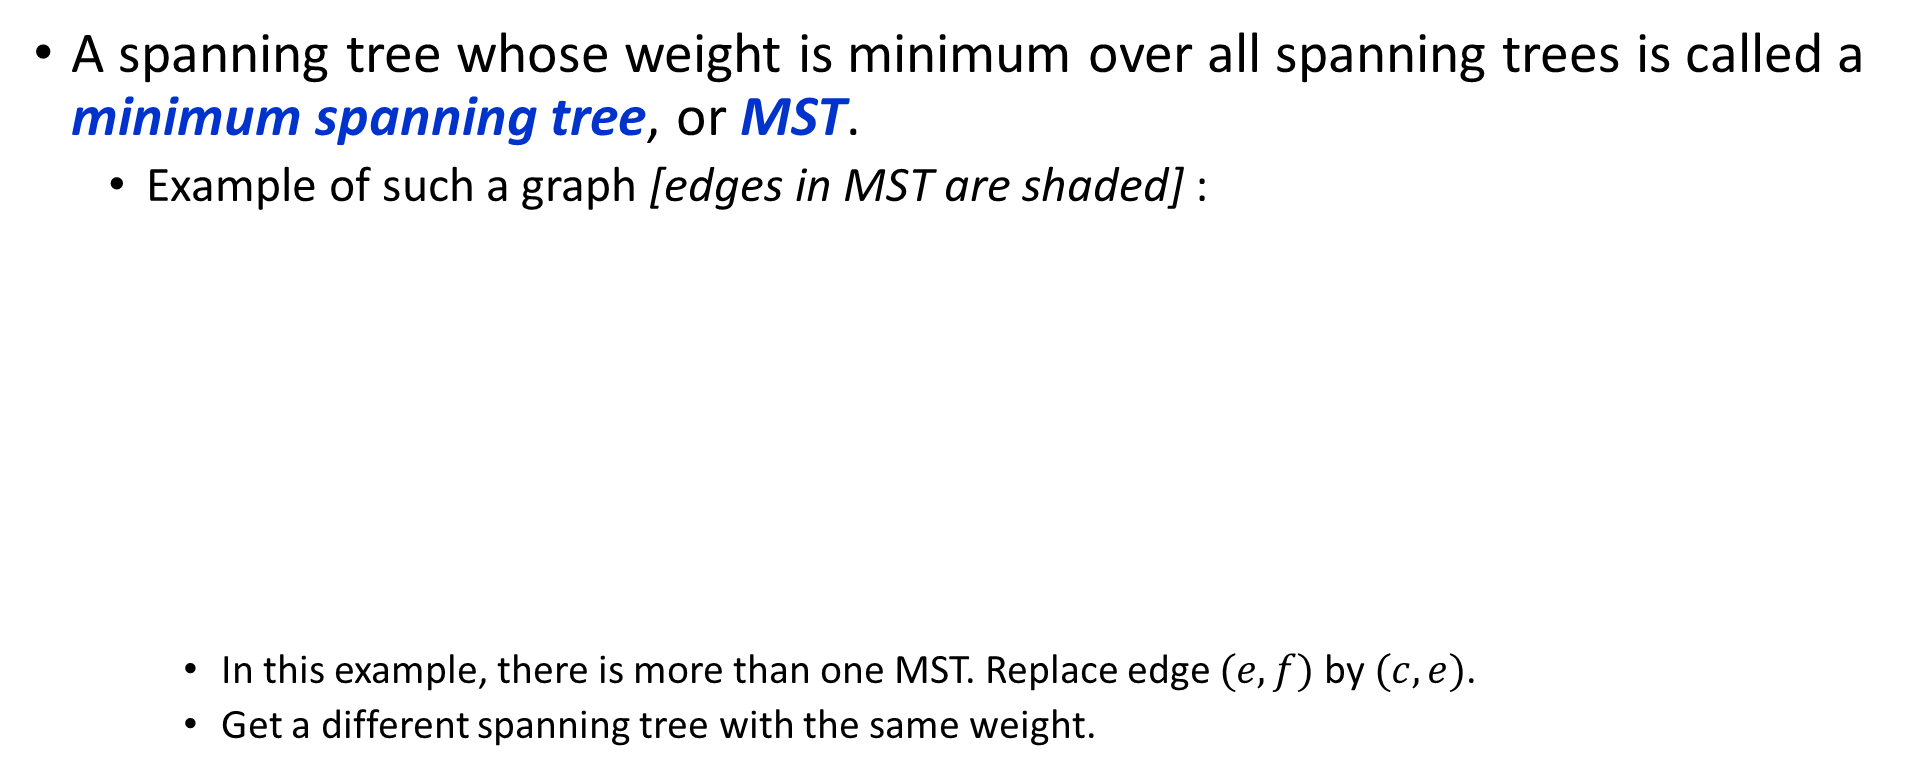 • A spanning tree whose weight is minimum over all spanning trees is called a
minimum spanning tree, or MST.
• Example of such a graph [edges in MST are shaded] :
• In this example, there is more than one MST. Replace edge (e, f) by (c, e).
• Get a different spanning tree with the same weight.